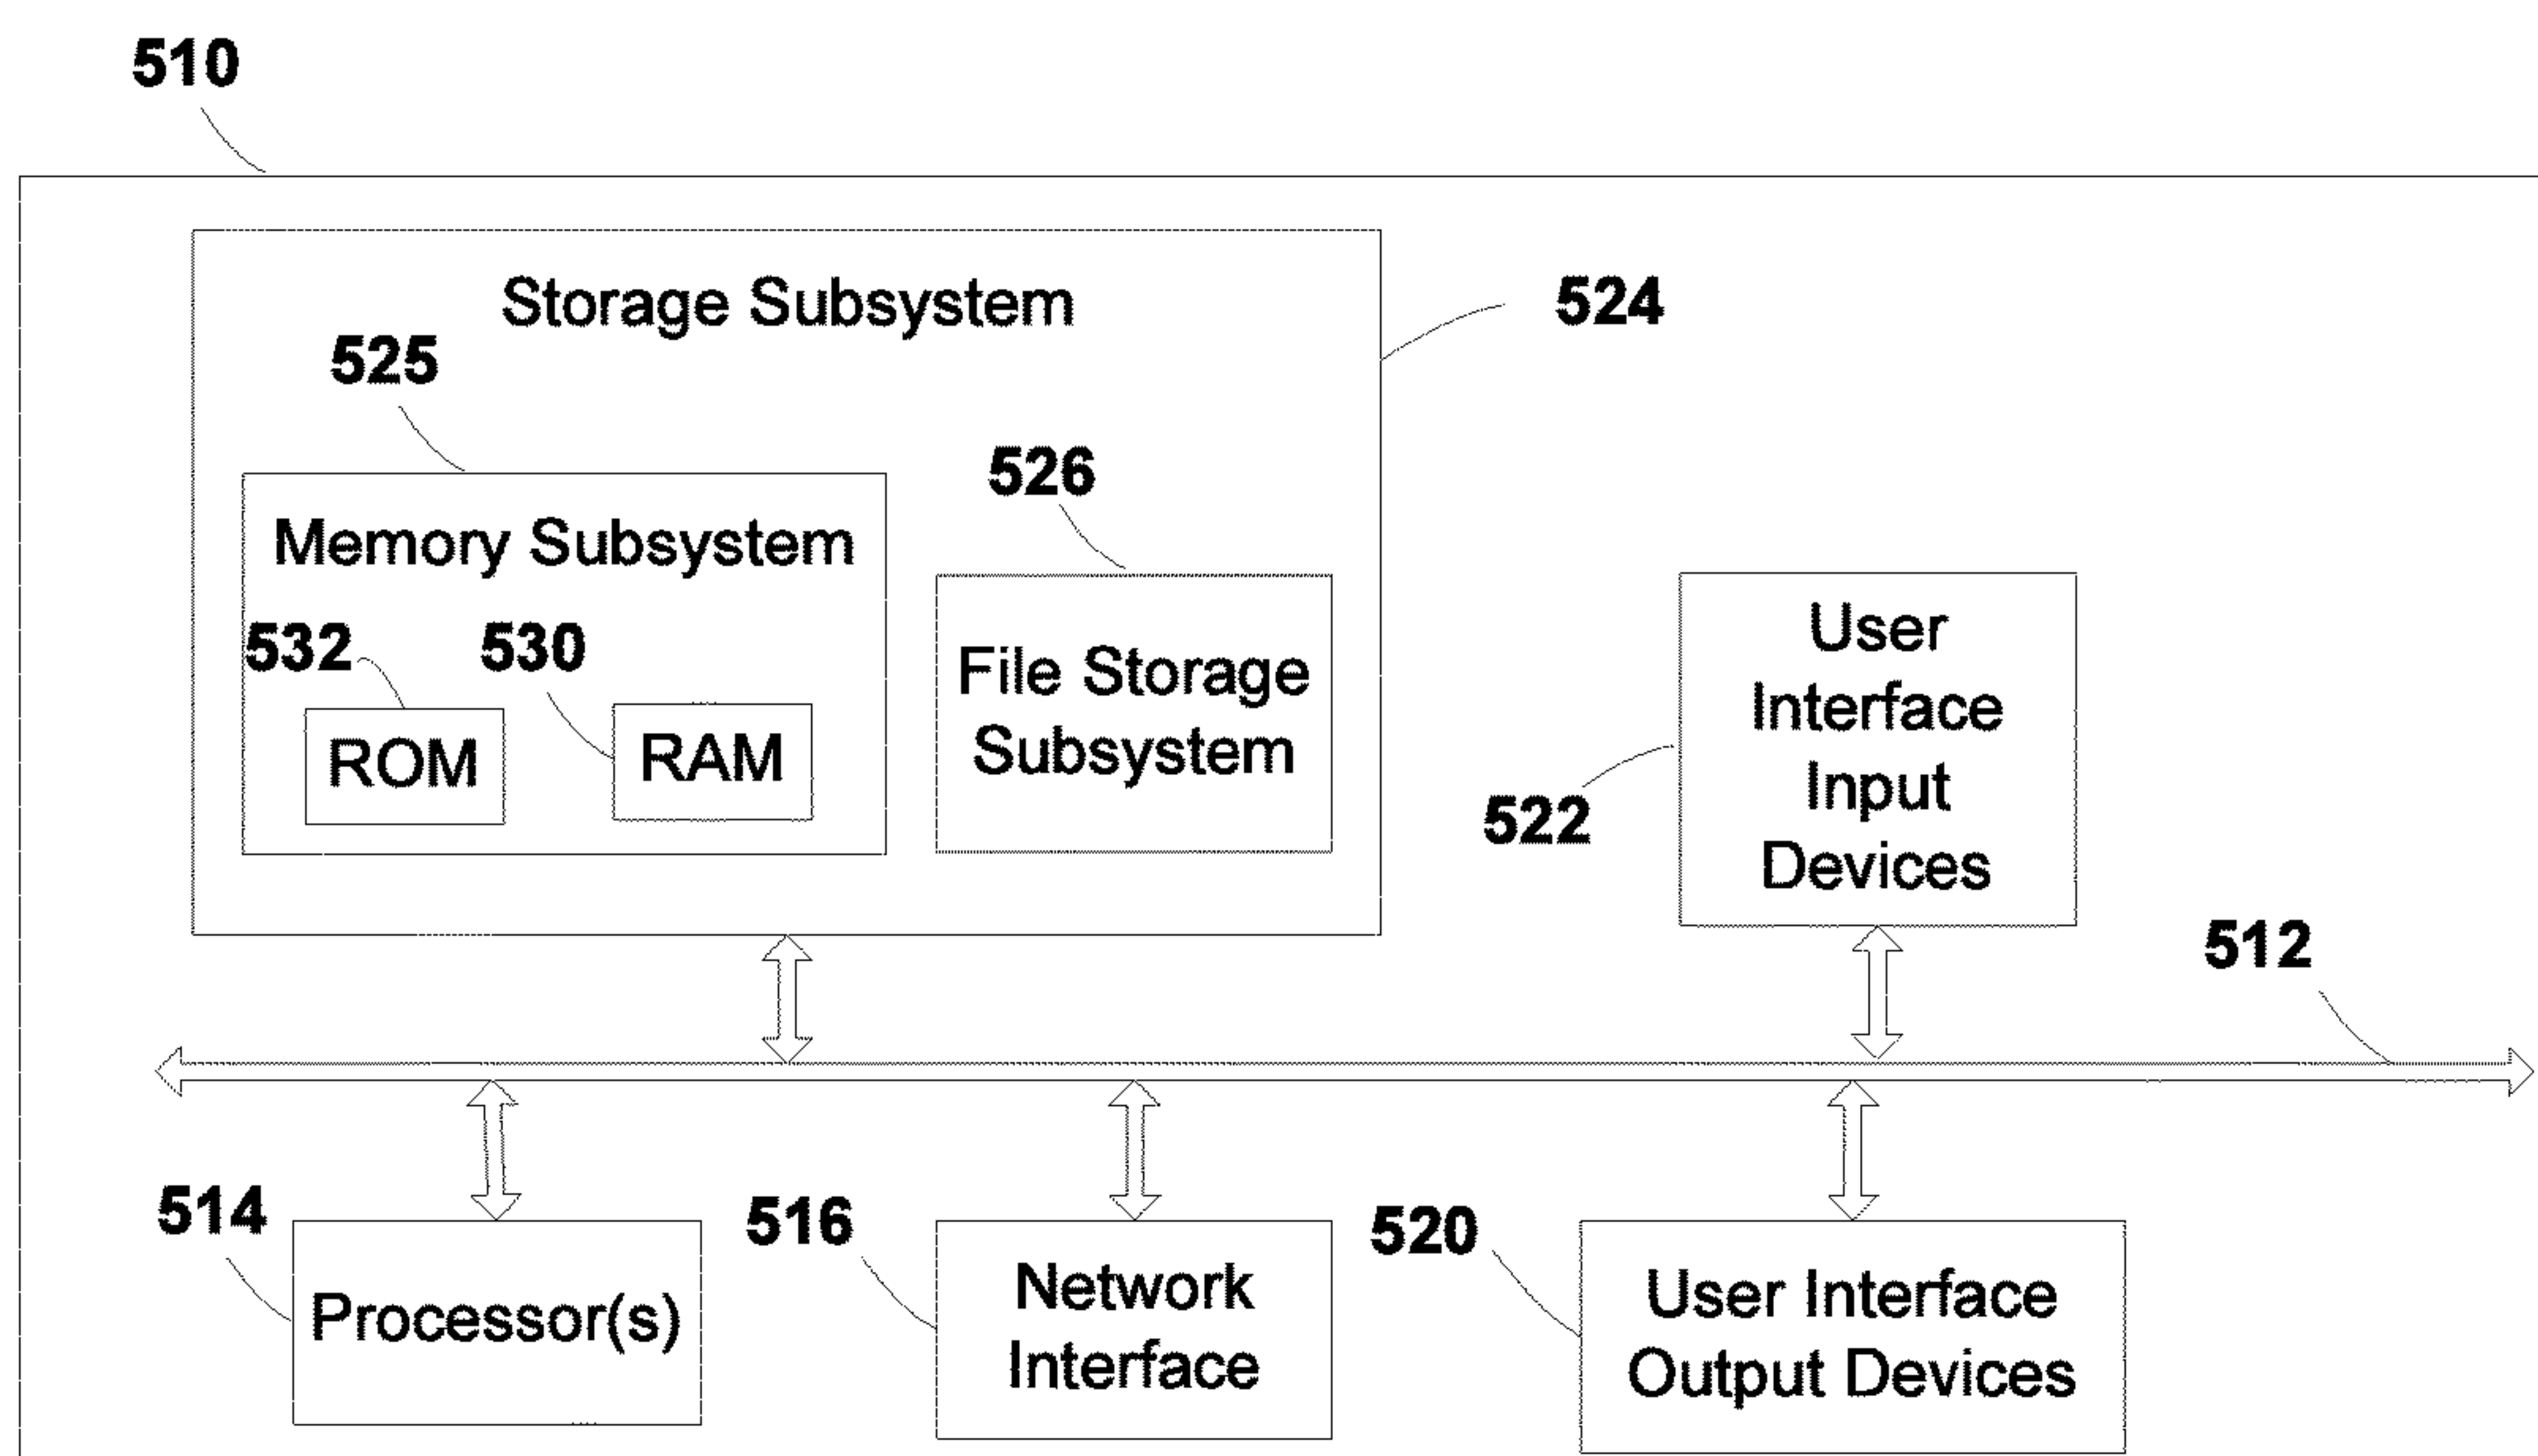 510
Storage Subsystem
524
525
526
Memory Subsystem
532
530
File Storage
Subsystem
ROM
RAM
User
Interface
Input
Devices
522
512
514
516
520
Processor(s)
Network
Interface
User Interface
Output Devices